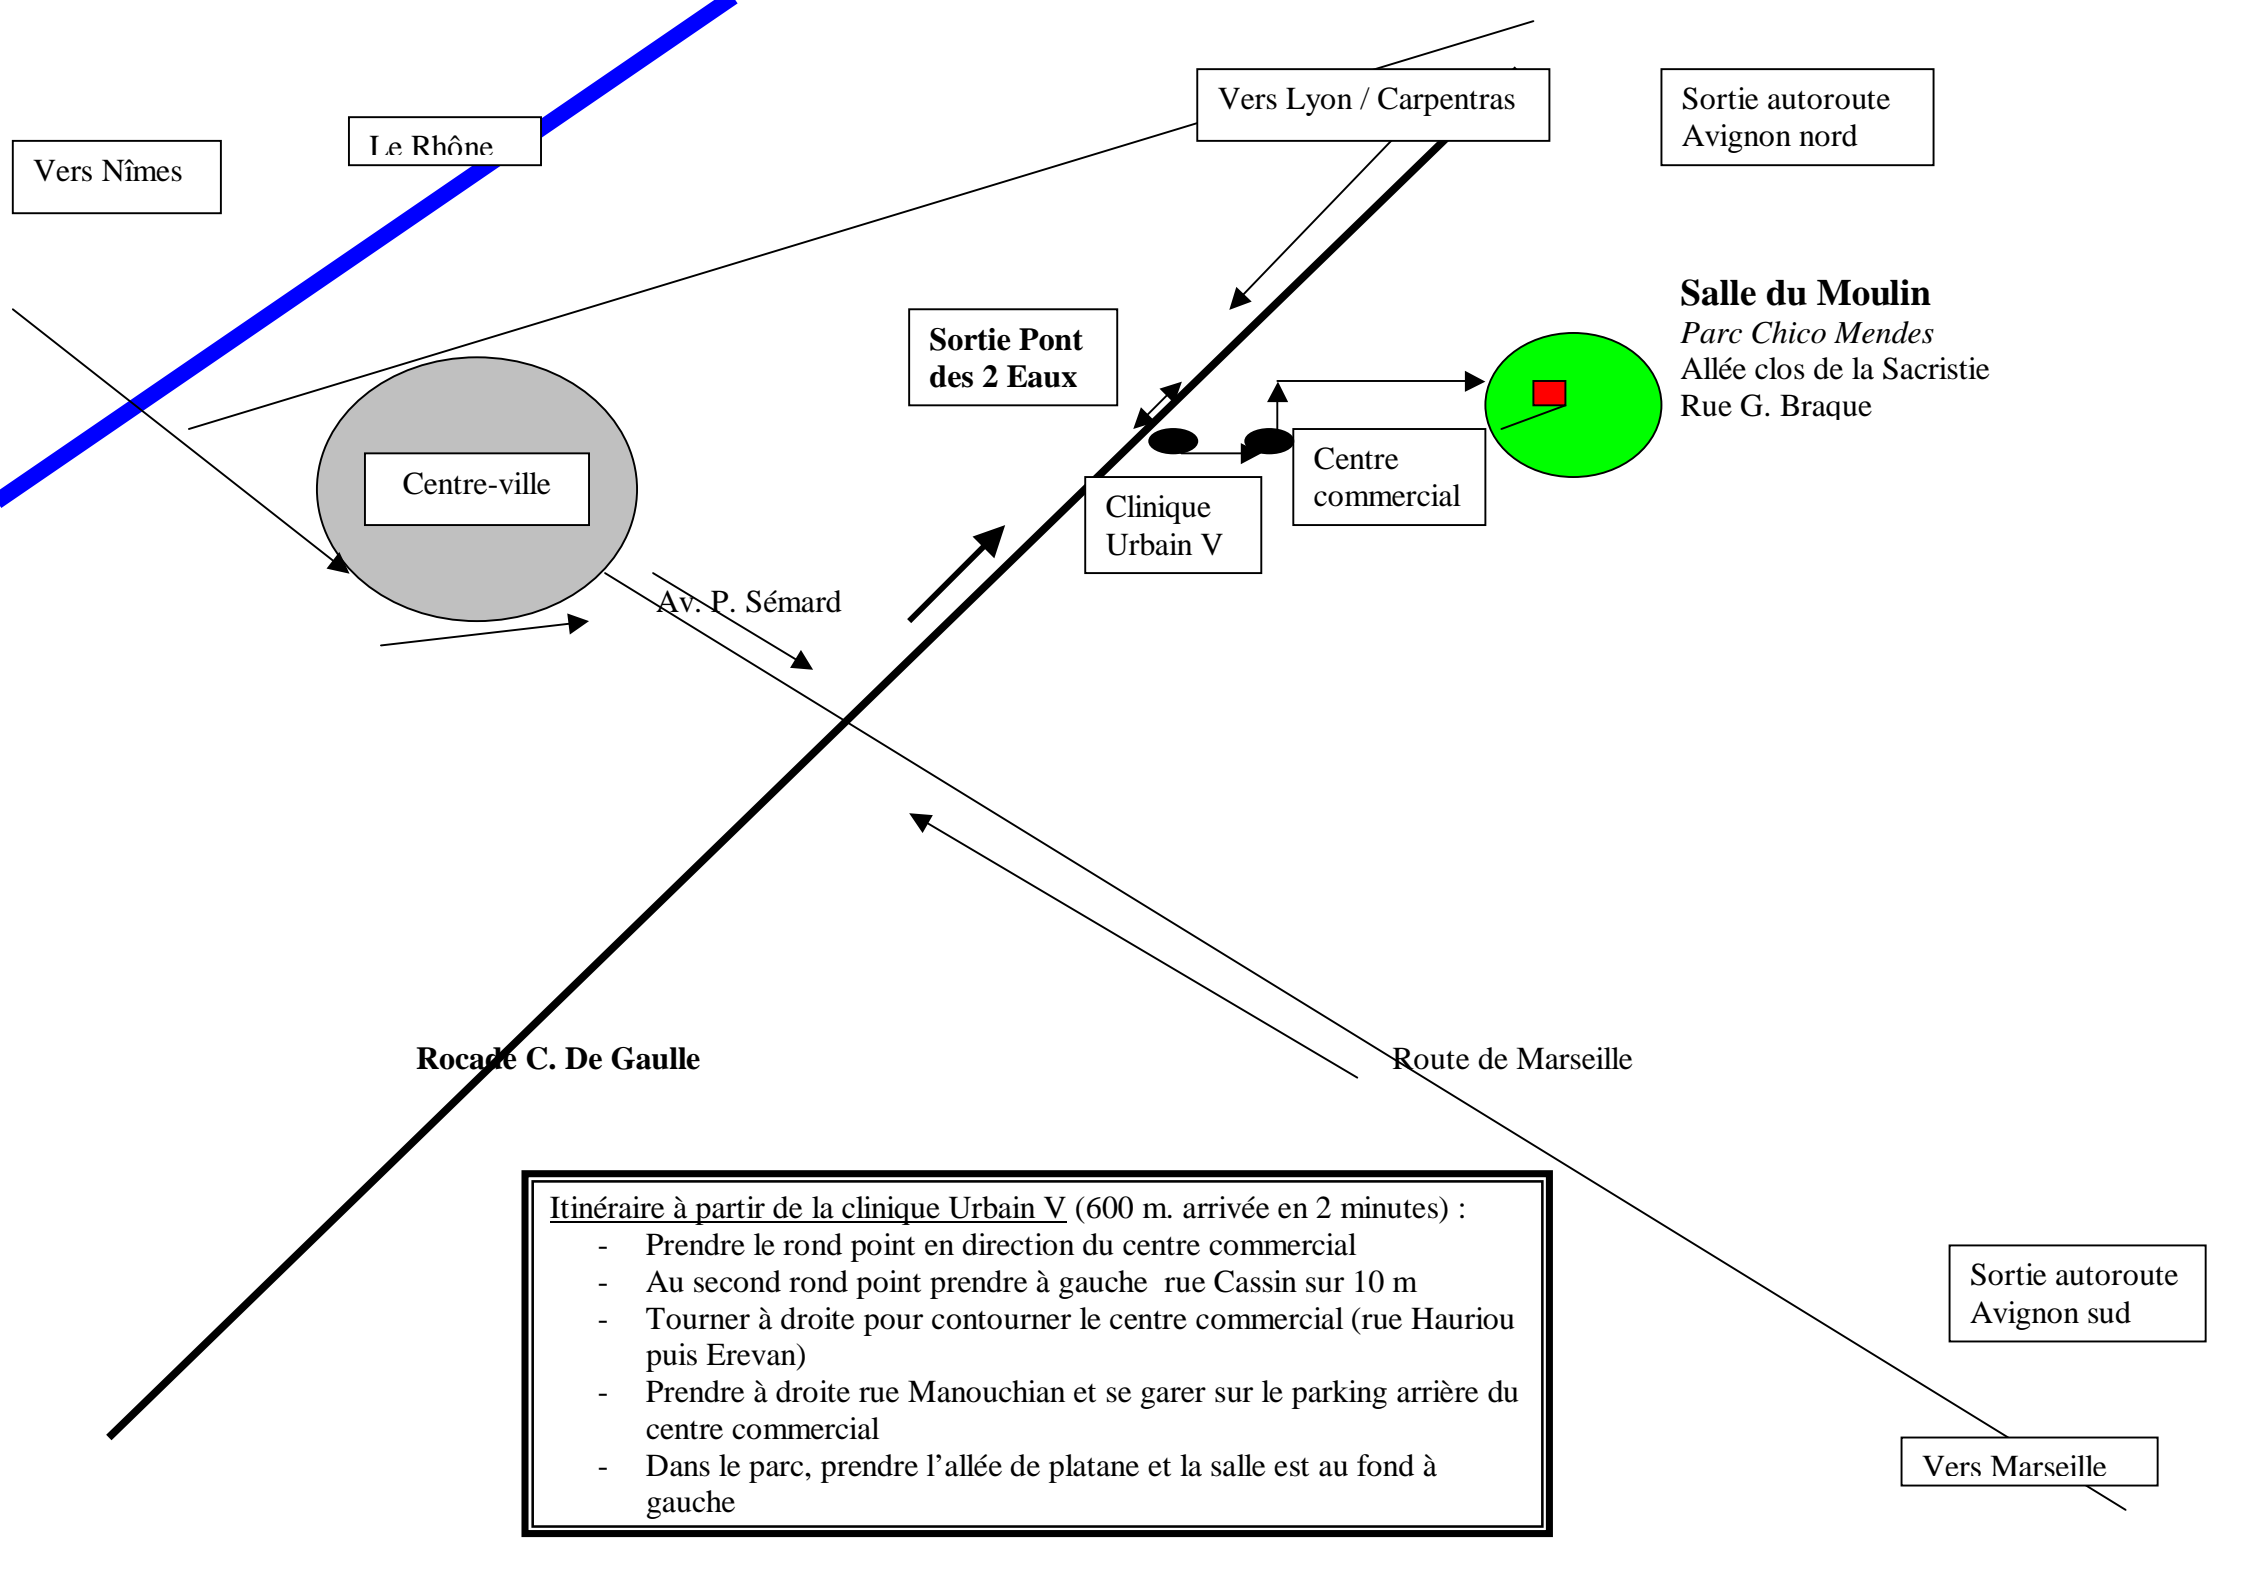 Vers Lyon / Carpentras
Sortie autoroute
Avignon nord
Le Rhône
Vers Nîmes
Salle du Moulin
Parc Chico Mendes
Allée clos de la Sacristie
Rue G. Braque
Sortie Pont
des 2 Eaux
Centre-ville
Centre
commercial
Clinique
Urbain V
Av. P. Sémard
Rocade C. De Gaulle
Route de Marseille
Itinéraire à partir de la clinique Urbain V (600 m. arrivée en 2 minutes) :
- Prendre le rond point en direction du centre commercial
- Au second rond point prendre à gauche  rue Cassin sur 10 m
- Tourner à droite pour contourner le centre commercial (rue Hauriou
puis Erevan)
- Prendre à droite rue Manouchian et se garer sur le parking arrière du
centre commercial
- Dans le parc, prendre l’allée de platane et la salle est au fond à
gauche
Sortie autoroute
Avignon sud
Vers Marseille